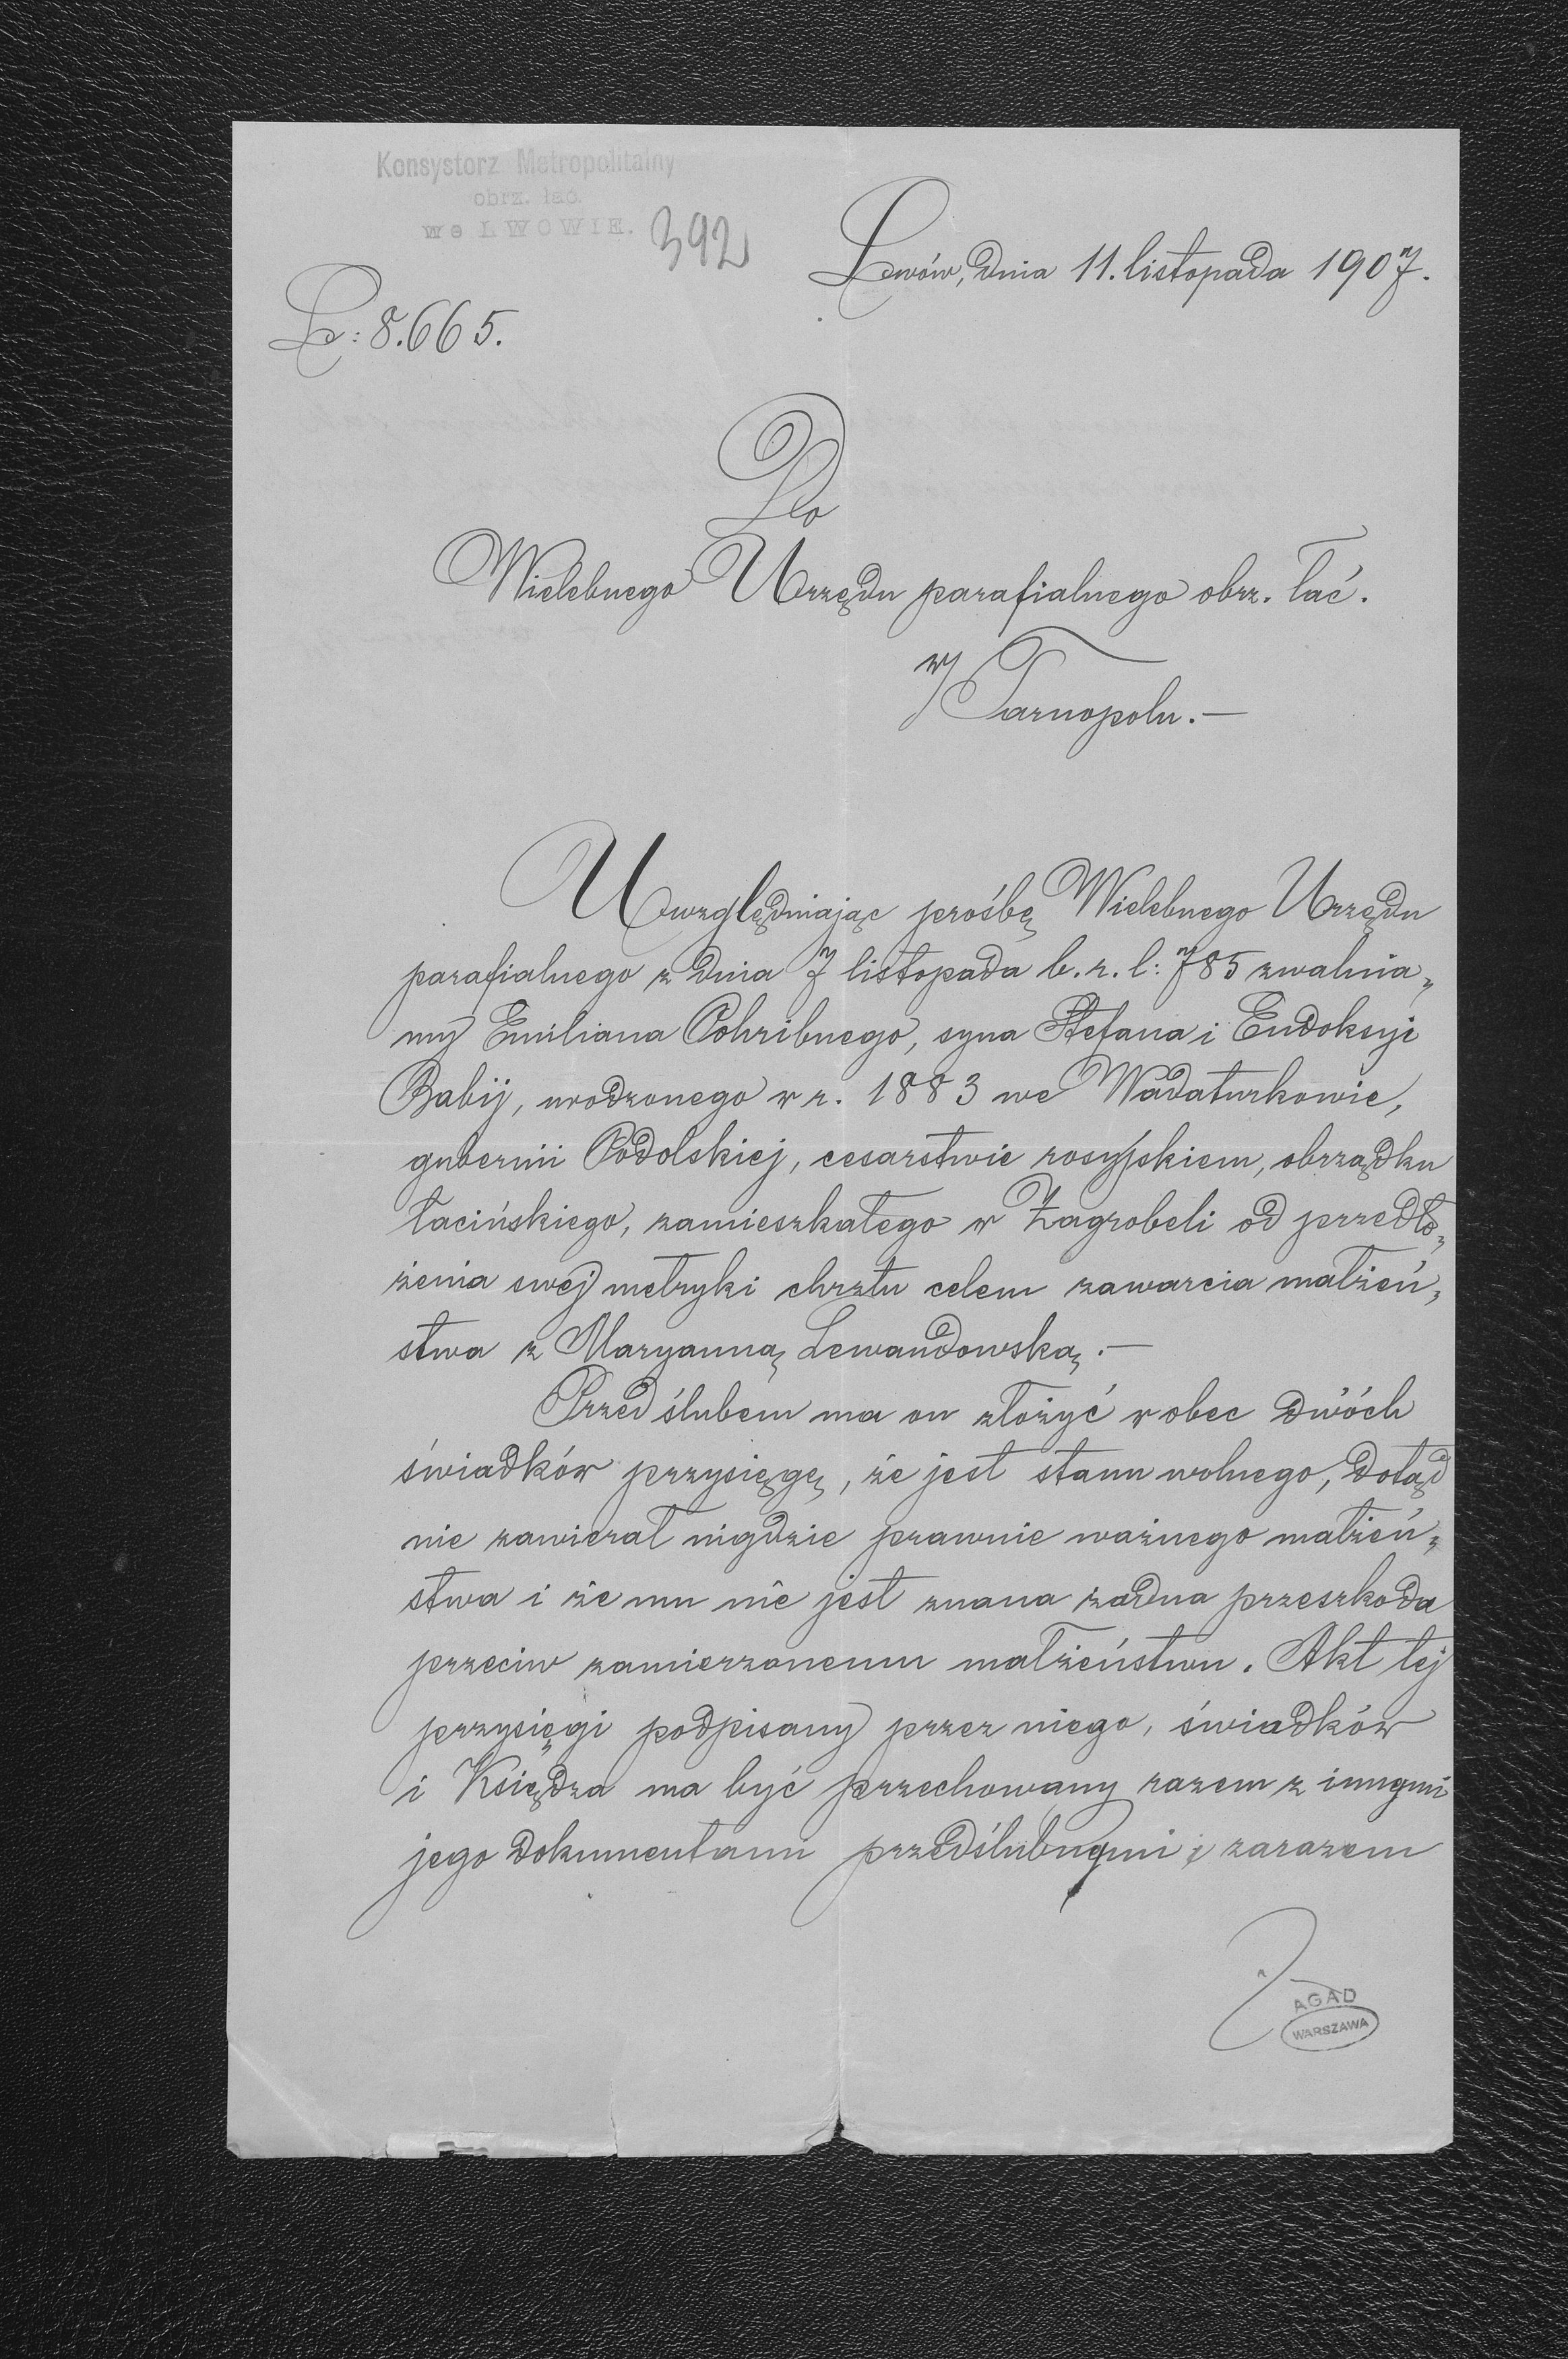 Konsystorz Metropolitalny
obrz. łać.
we LWOWIE.
392
Lwów, dnia 11. listopada 1907.
L: 8.665.
Do
Wielebnego Urzędu parafialnego obrz. łać.
w Tarnopolu.—
Uwzględniając prośbę Wielebnego Urzędu
parafialnego z dnia 7 listopada b. r. l: 785 zwalnia„
my Emiliana Pohribnego, syna Stefana i Eudoksyi
Babij, urodzonego w r. 1883 we Wadaturkowie,
gubernii Podolskiej, cesarstwie rosyjskiem, obrządku
łacińskiego, zamieszkałego w Zagrobeli od przedło„
żenia swej metryki chrztu celem zawarcia małżeń„
stwa z Maryanną Lewandowską.—
Przed ślubem ma on złożyć wobec dwóch
świadków przysięgę, że jest stanu wolnego, dotąd
nie zawierał nigdzie prawnie ważnego małżeń„
stwa i że mu nie jest znana żadna przeszkoda
przeciw zamierzonemu małżeństwu. Akt tej
przysięgi podpisany przez niego, świadków
i Księdza ma być przechowany razem z innymi
jego dokumentami przedślubnymi i zarazem
AGAD
WARSZAWA